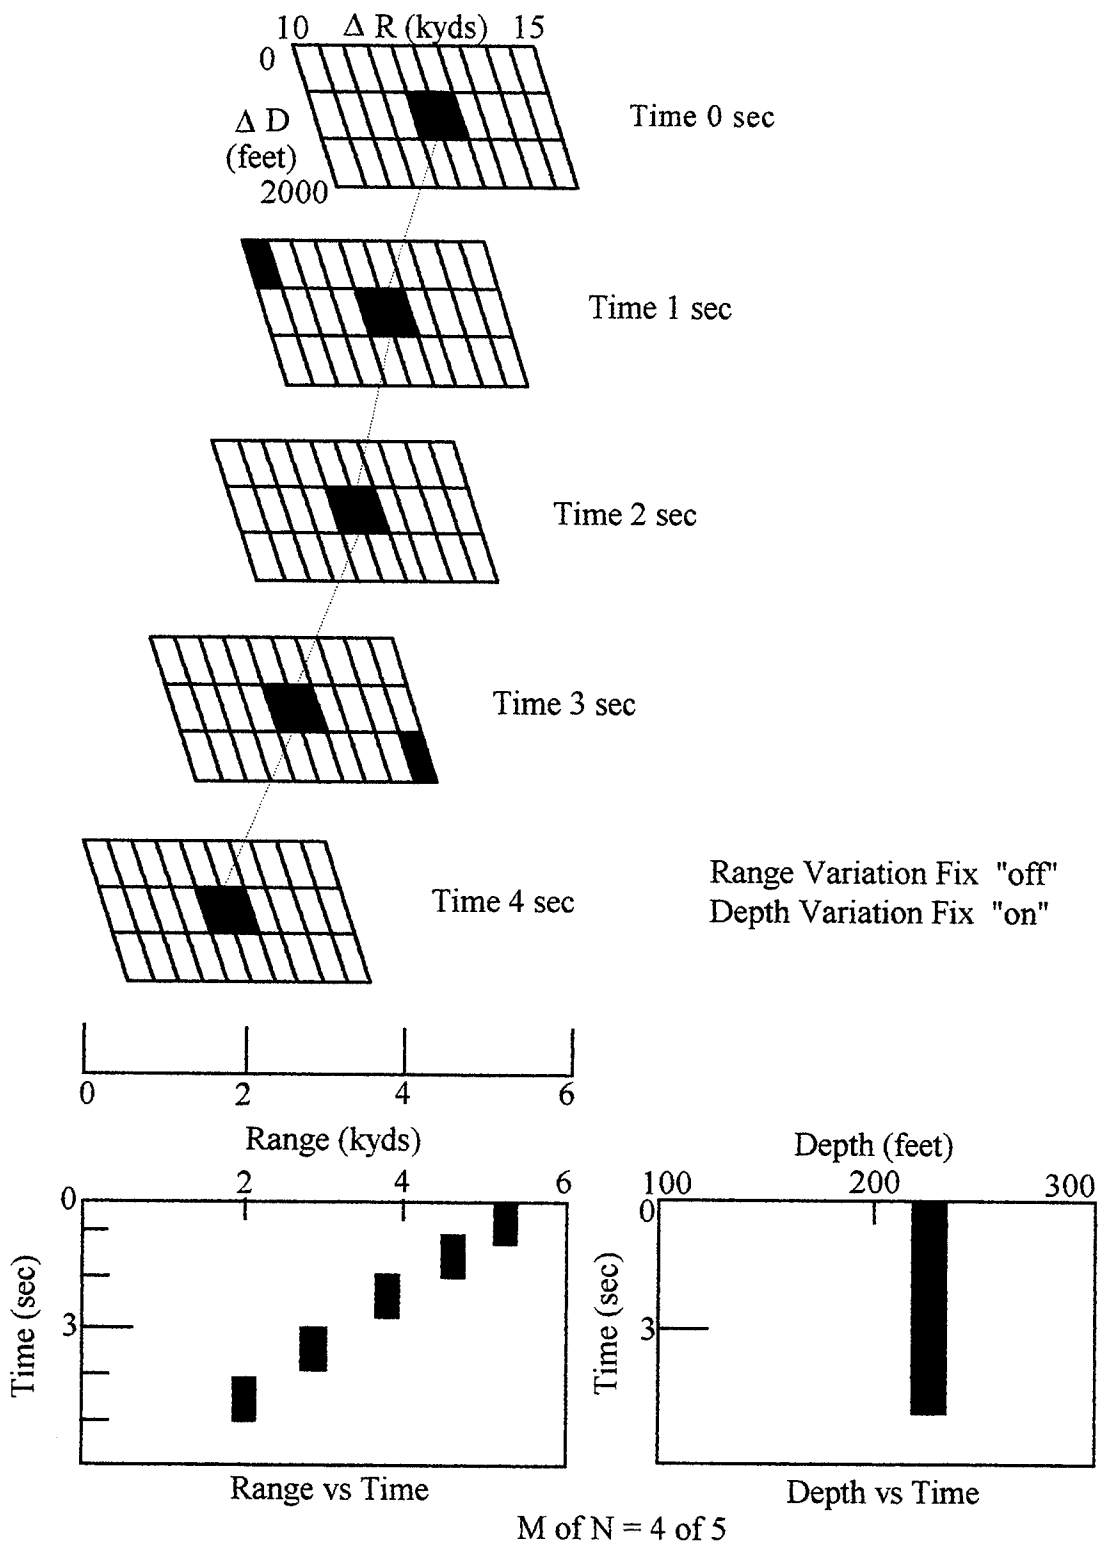 10 Δ R (kyds) 15
0
Δ D
(feet)
2000
Time 0 sec
Time 1 sec
Time 2 sec
Time 3 sec
Time 4 sec
Range Variation Fix "off"
Depth Variation Fix "on"
0 2 4 6
Range (kyds)
2 4 6
0
3
Time (sec)
Range vs Time
Depth (feet)
100 200 300
0
3
Time (sec)
Depth vs Time
M of N = 4 of 5